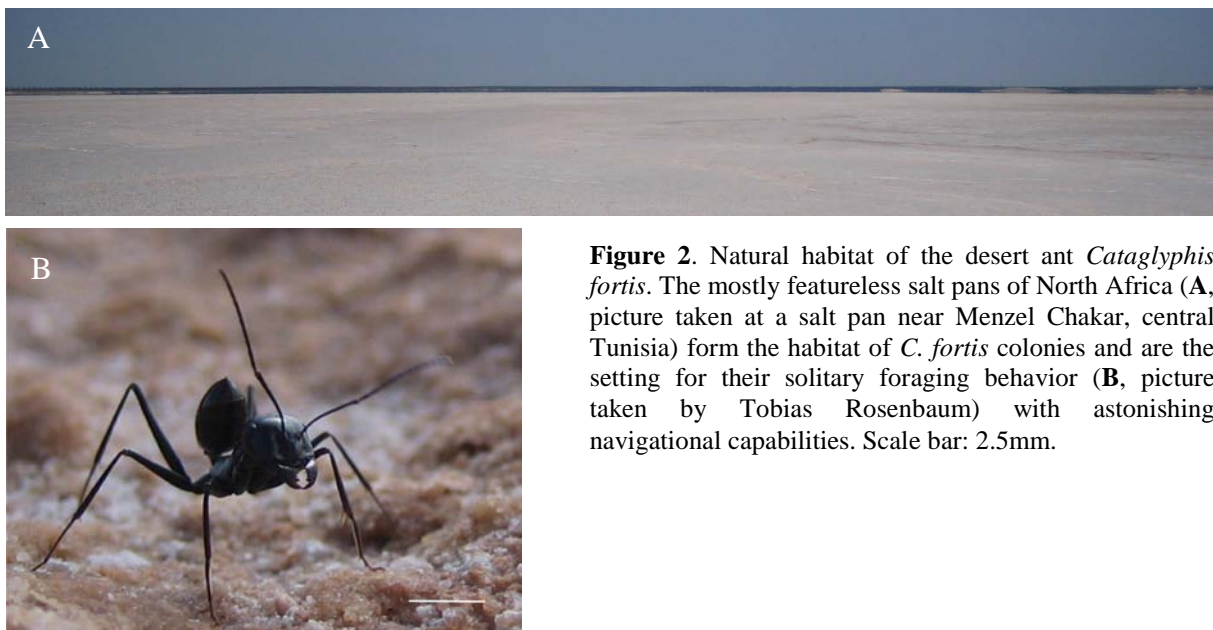 A
B
Figure 2. Natural habitat of the desert ant Cataglyphis
fortis. The mostly featureless salt pans of North Africa (A,
picture taken at a salt pan near Menzel Chakar, central
Tunisia) form the habitat of C. fortis colonies and are the
setting for their solitary foraging behavior (B, picture
taken by Tobias Rosenbaum) with astonishing
navigational capabilities. Scale bar: 2.5mm.